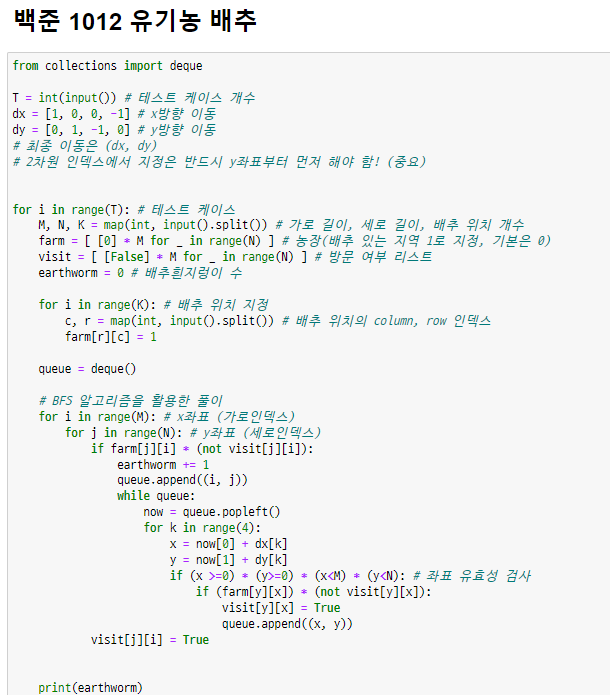 백준 1012 유기농 배추
from collections import deque
T = int(input()) # 테스트 케이스 개수
dx = [1, 0, 0, -1] # x방향 이동
dy = [0, 1, -1, 0] # y방향 이동
# 최종 이동은 (dx, dy)
# 2차원 인덱스에서 지정은 반드시 y좌표부터 먼저 해야 함! (중요)
for i in range(T): # 테스트 케이스
    M, N, K = map(int, input().split()) # 가로 길이, 세로 길이, 배추 위치 개수
    farm = [ [0] * M for _ in range(N) ] # 농장(배추 있는 지역 1로 지정, 기본은 0)
    visit = [ [False] * M for _ in range(N) ] # 방문 여부 리스트
    earthworm = 0 # 배추흰지렁이 수
    for i in range(K): # 배추 위치 지정
        c, r = map(int, input().split()) # 배추 위치의 column, row 인덱스
        farm[r][c] = 1
    queue = deque()
    # BFS 알고리즘을 활용한 풀이
    for i in range(M): # x좌표 (가로인덱스)
        for j in range(N): # y좌표 (세로인덱스)
            if farm[j][i] * (not visit[j][i]):
                earthworm += 1
                queue.append((i, j))
                while queue:
                    now = queue.popleft()
                    for k in range(4):
                        x = now[0] + dx[k]
                        y = now[1] + dy[k]
                        if (x >=0) * (y>=0) * (x<M) * (y<N): # 좌표 유효성 검사
                            if (farm[y][x]) * (not visit[y][x]):
                                visit[y][x] = True
                                queue.append((x, y))
            visit[j][i] = True
    print(earthworm)